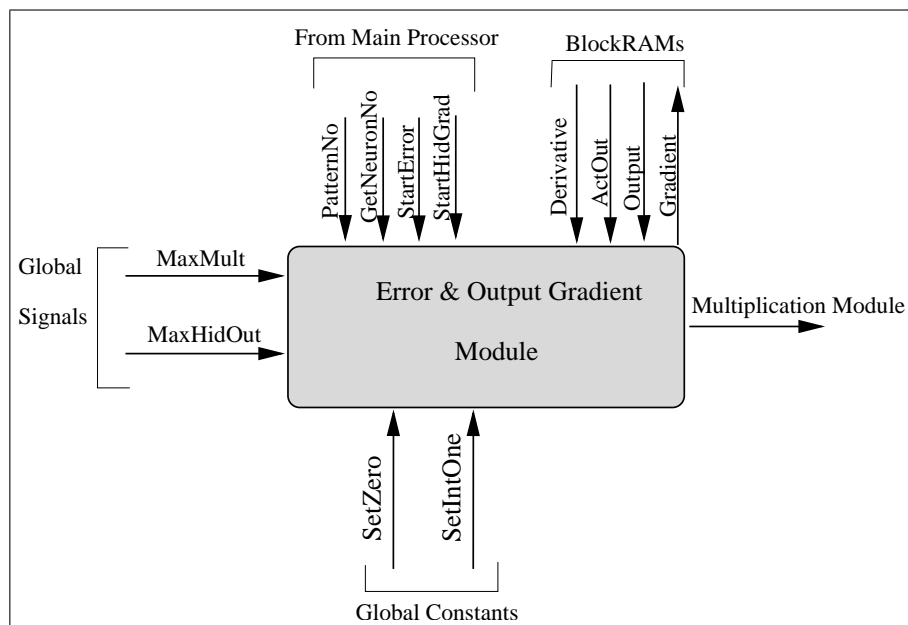 From Main Processor
BlockRAMs
PatternNo
GetNeuronNo
StartError
StartHidGrad
Derivative
ActOut
Output
Gradient
Global
Signals
MaxMult
MaxHidOut
Error & Output Gradient
Module
Multiplication Module
SetZero
SetIntOne
Global Constants